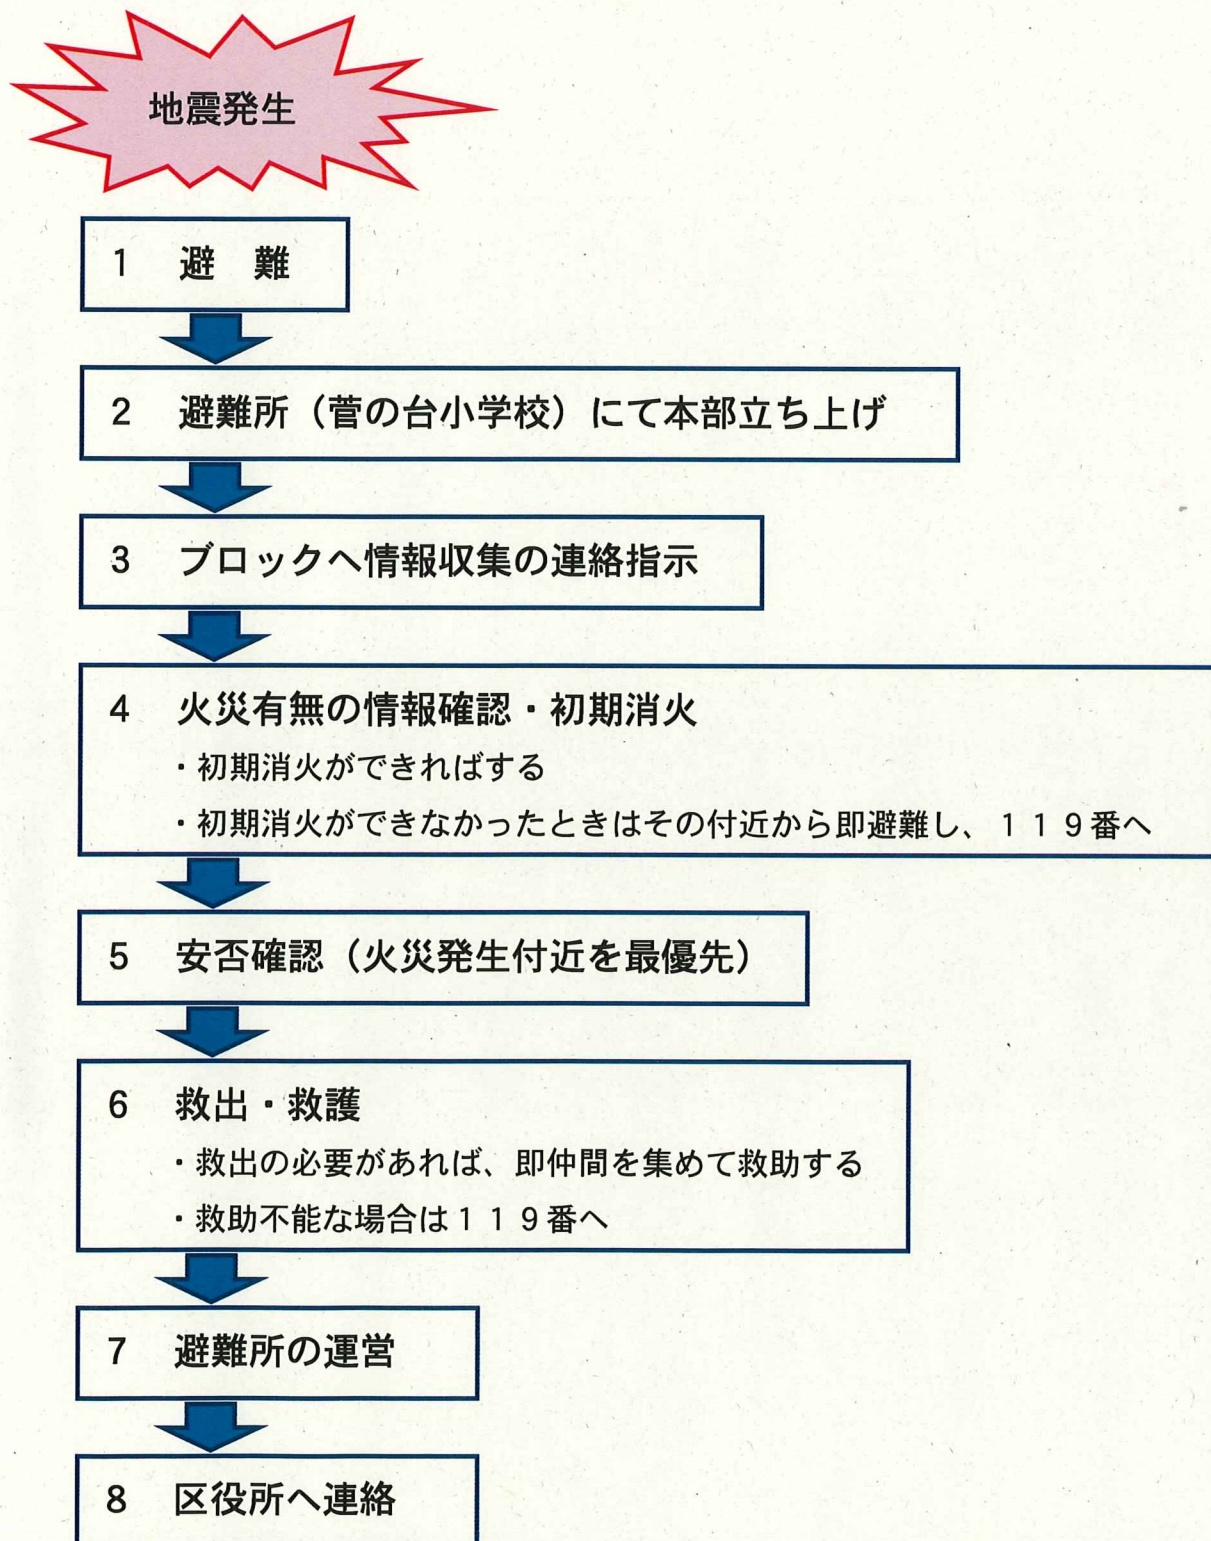 地震発生
1　避　難
2　避難所（菅の台小学校）にて本部立ち上げ
3　ブロックへ情報収集の連絡指示
4　火災有無の情報確認・初期消火
・初期消火ができればする
・初期消火ができなかったときはその付近から即避難し、１１９番へ
5　安否確認（火災発生付近を最優先）
6　救出・救護
・救出の必要があれば、即仲間を集めて救助する
・救助不能な場合は１１９番へ
7　避難所の運営
8　区役所へ連絡